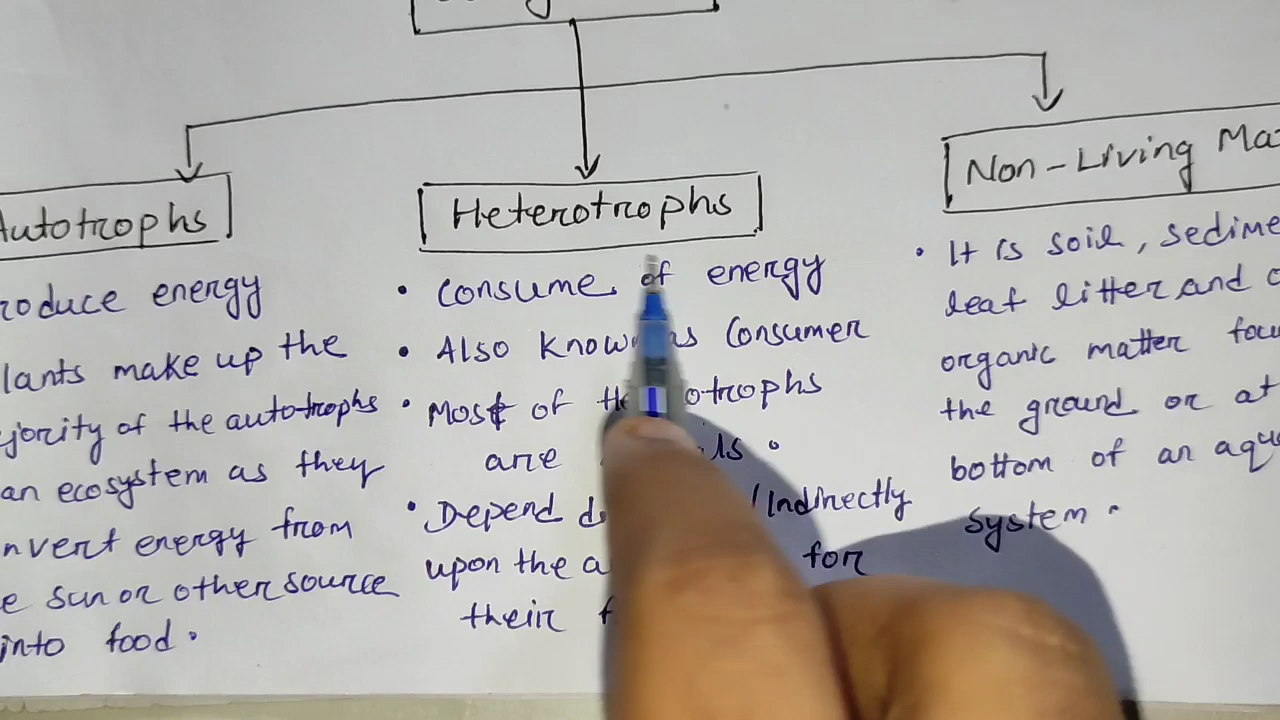 Autotrophs
roduce energy
lants make up the
jority of the autotrophs
an ecosystem as they
nvert energy from
e sun or other source
into food.
Heterotrophs
• Consume of energy
• Also known as Consumer
• Most of
otrophs
are
• Depend
/Indirectly
upon the
for
their
Non-Living Ma
• It is soil, sedime
leaf litter and
organic matter
the ground or at
bottom of an aqu
system.